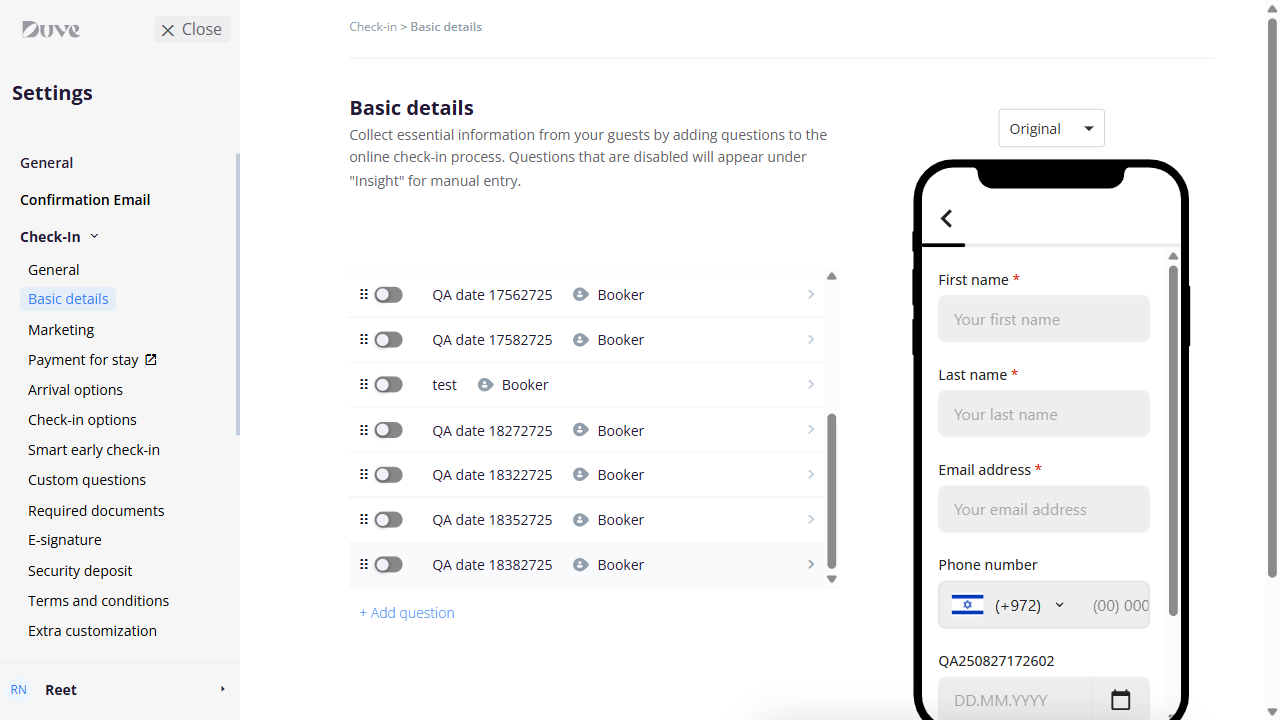 Duve
Close
Settings
General
Confirmation Email
Check-In
General
Basic details
Marketing
Payment for stay
Arrival options
Check-in options
Smart early check-in
Custom questions
Required documents
E-signature
Security deposit
Terms and conditions
Extra customization
RN Reet
Check-in > Basic details
Basic details
Collect essential information from your guests by adding questions to the
online check-in process. Questions that are disabled will appear under
"Insight" for manual entry.
QA date 17562725 Booker
QA date 17582725 Booker
test Booker
QA date 18272725 Booker
QA date 18322725 Booker
QA date 18352725 Booker
QA date 18382725 Booker
+ Add question
Original
First name *
Your first name
Last name *
Your last name
Email address *
Your email address
Phone number
(+972) (00) 000
QA250827172602
DD.MM.YYYY